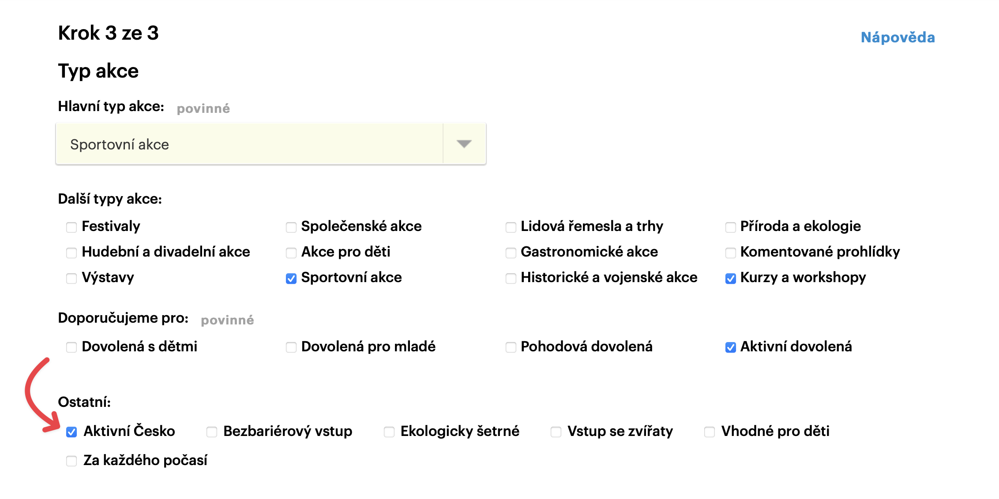 Krok 3 ze 3
Nápověda
Typ akce
Hlavní typ akce: povinné
Sportovní akce
Další typy akce:
Festivaly Společenské akce Lidová řemesla a trhy Příroda a ekologie
Hudební a divadelní akce Akce pro děti Gastronomické akce Komentované prohlídky
Výstavy Sportovní akce Historické a vojenské akce Kurzy a workshopy
Doporučujeme pro: povinné
Dovolená s dětmi Dovolená pro mladé Pohodová dovolená Aktivní dovolená
Ostatní:
Aktivní Česko Bezbariérový vstup Ekologicky šetrné Vstup se zvířaty Vhodné pro děti
Za každého počasí